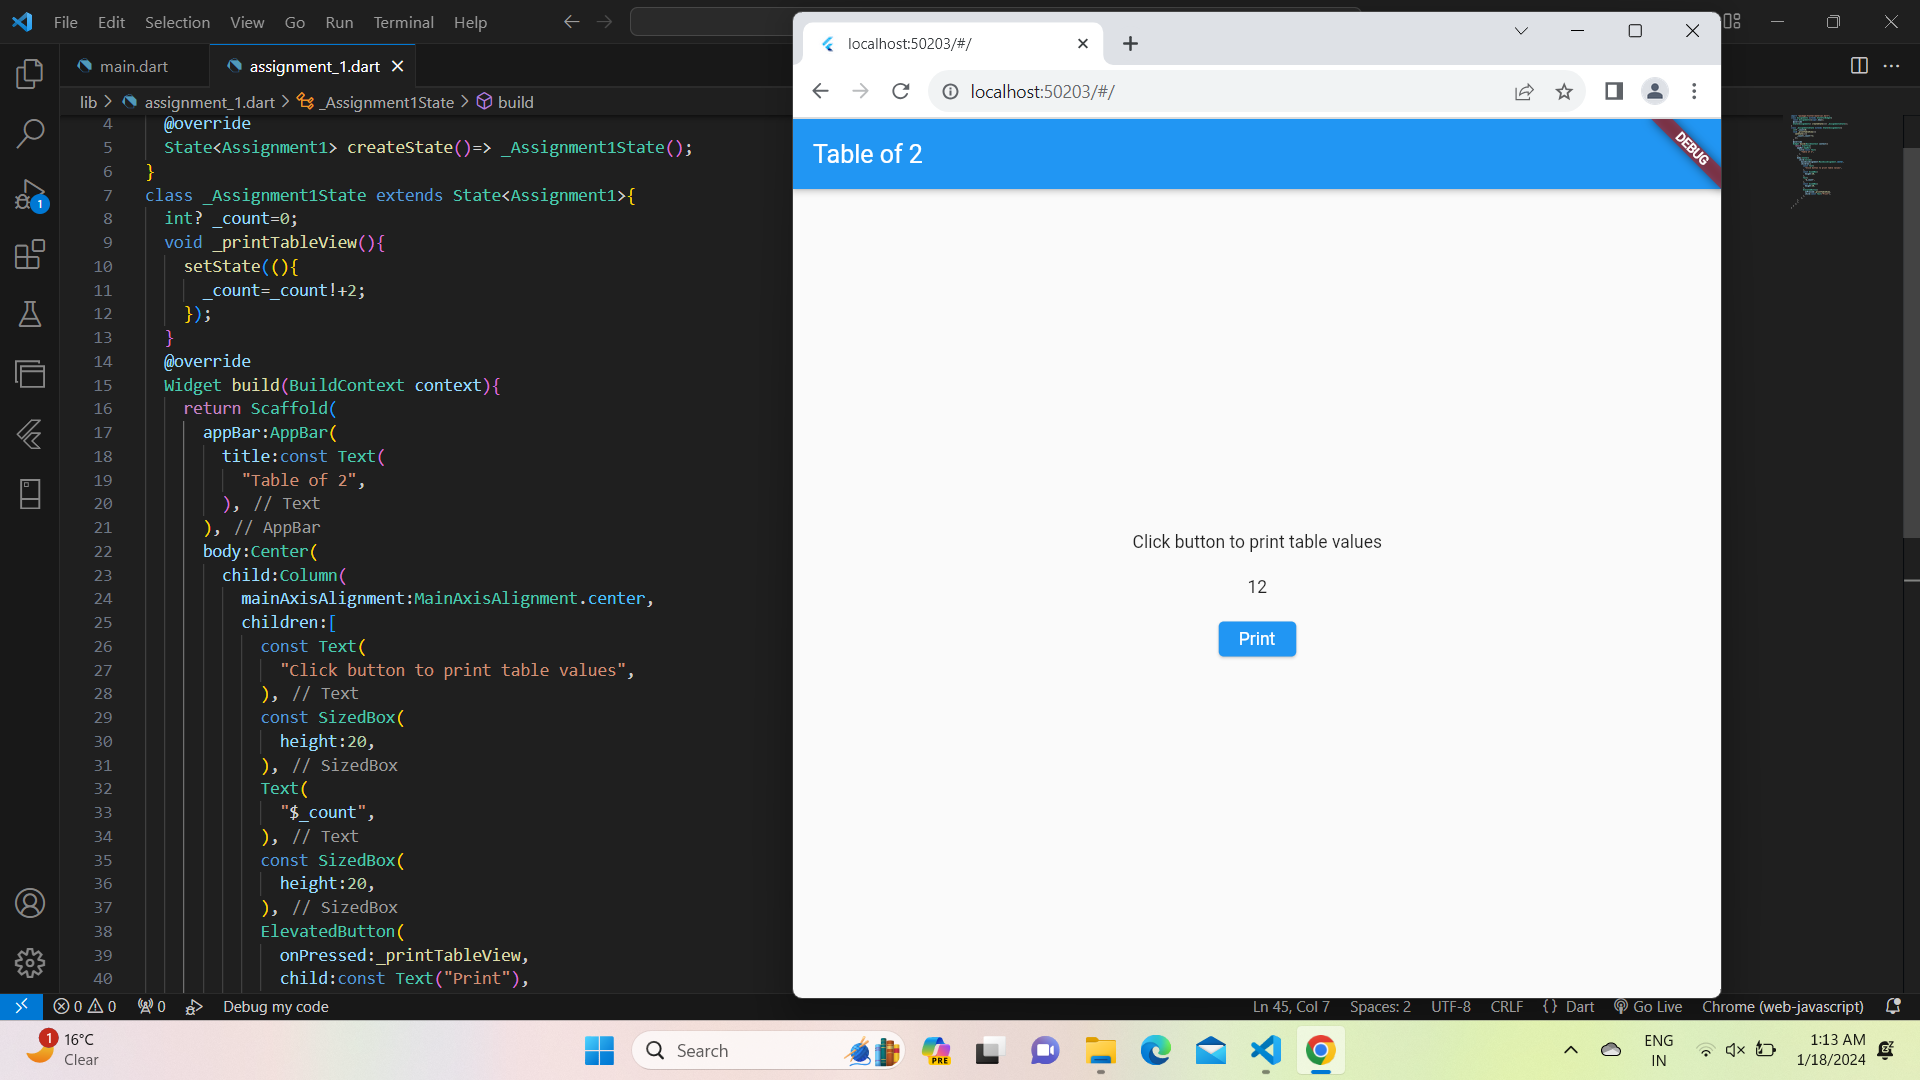 File Edit Selection View Go Run Terminal Help
main.dart
assignment_1.dart
lib > assignment_1.dart > _Assignment1State > build
4 @override
5 State<Assignment1> createState()=> _Assignment1State();
6 }
7 class _Assignment1State extends State<Assignment1>{
8 int? _count=0;
9 void _printTableView(){
10 setState((){
11 _count=_count!+2;
12 });
13 }
14 @override
15 Widget build(BuildContext context){
16 return Scaffold(
17 appBar:AppBar(
18 title:const Text(
19 "Table of 2",
20 ), // Text
21 ), // AppBar
22 body:Center(
23 child:Column(
24 mainAxisAlignment:MainAxisAlignment.center,
25 children:[
26 const Text(
27 "Click button to print table values",
28 ), // Text
29 const SizedBox(
30 height:20,
31 ), // SizedBox
32 Text(
33 "$_count",
34 ), // Text
35 const SizedBox(
36 height:20,
37 ), // SizedBox
38 ElevatedButton(
39 onPressed:_printTableView,
40 child:const Text("Print"),
1
localhost:50203/#/
localhost:50203/#/
Table of 2
DEBUG
Click button to print table values
12
Print
0 0 0 Debug my code
Ln 45, Col 7 Spaces: 2 UTF-8 CRLF {} Dart Go Live Chrome (web-javascript)
1
16°C
Clear
Search
PRE
ENG
IN
1:13 AM
1/18/2024